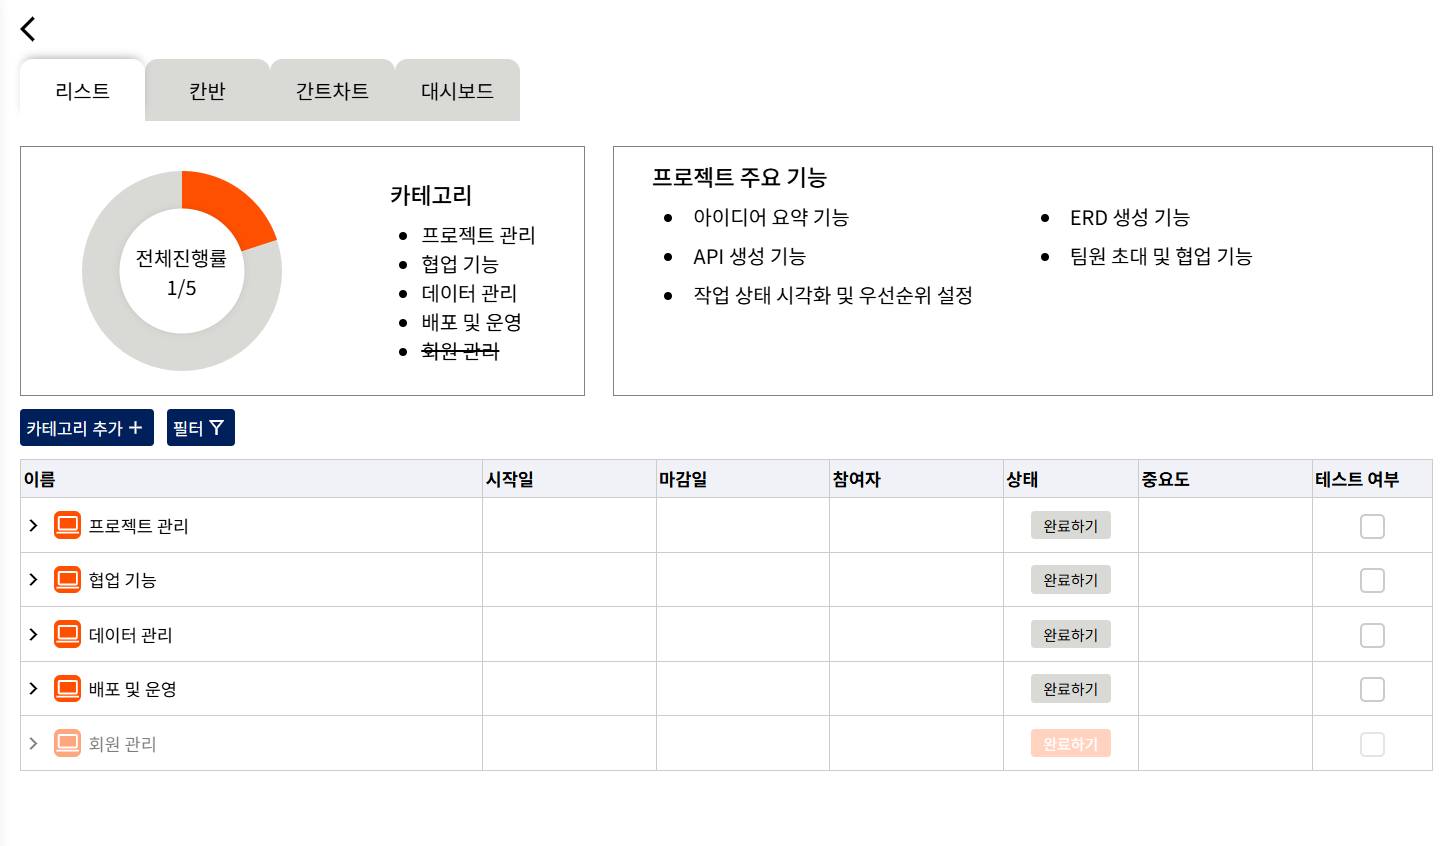 리스트
칸반
간트차트
대시보드
전체진행률
1/5
카테고리
프로젝트 관리
협업 기능
데이터 관리
배포 및 운영
회원 관리
프로젝트 주요 기능
아이디어 요약 기능
ERD 생성 기능
API 생성 기능
팀원 초대 및 협업 기능
작업 상태 시각화 및 우선순위 설정
카테고리 추가
필터
이름 시작일 마감일 참여자 상태 중요도 테스트 여부
프로젝트 관리 완료하기
협업 기능 완료하기
데이터 관리 완료하기
배포 및 운영 완료하기
회원 관리 완료하기